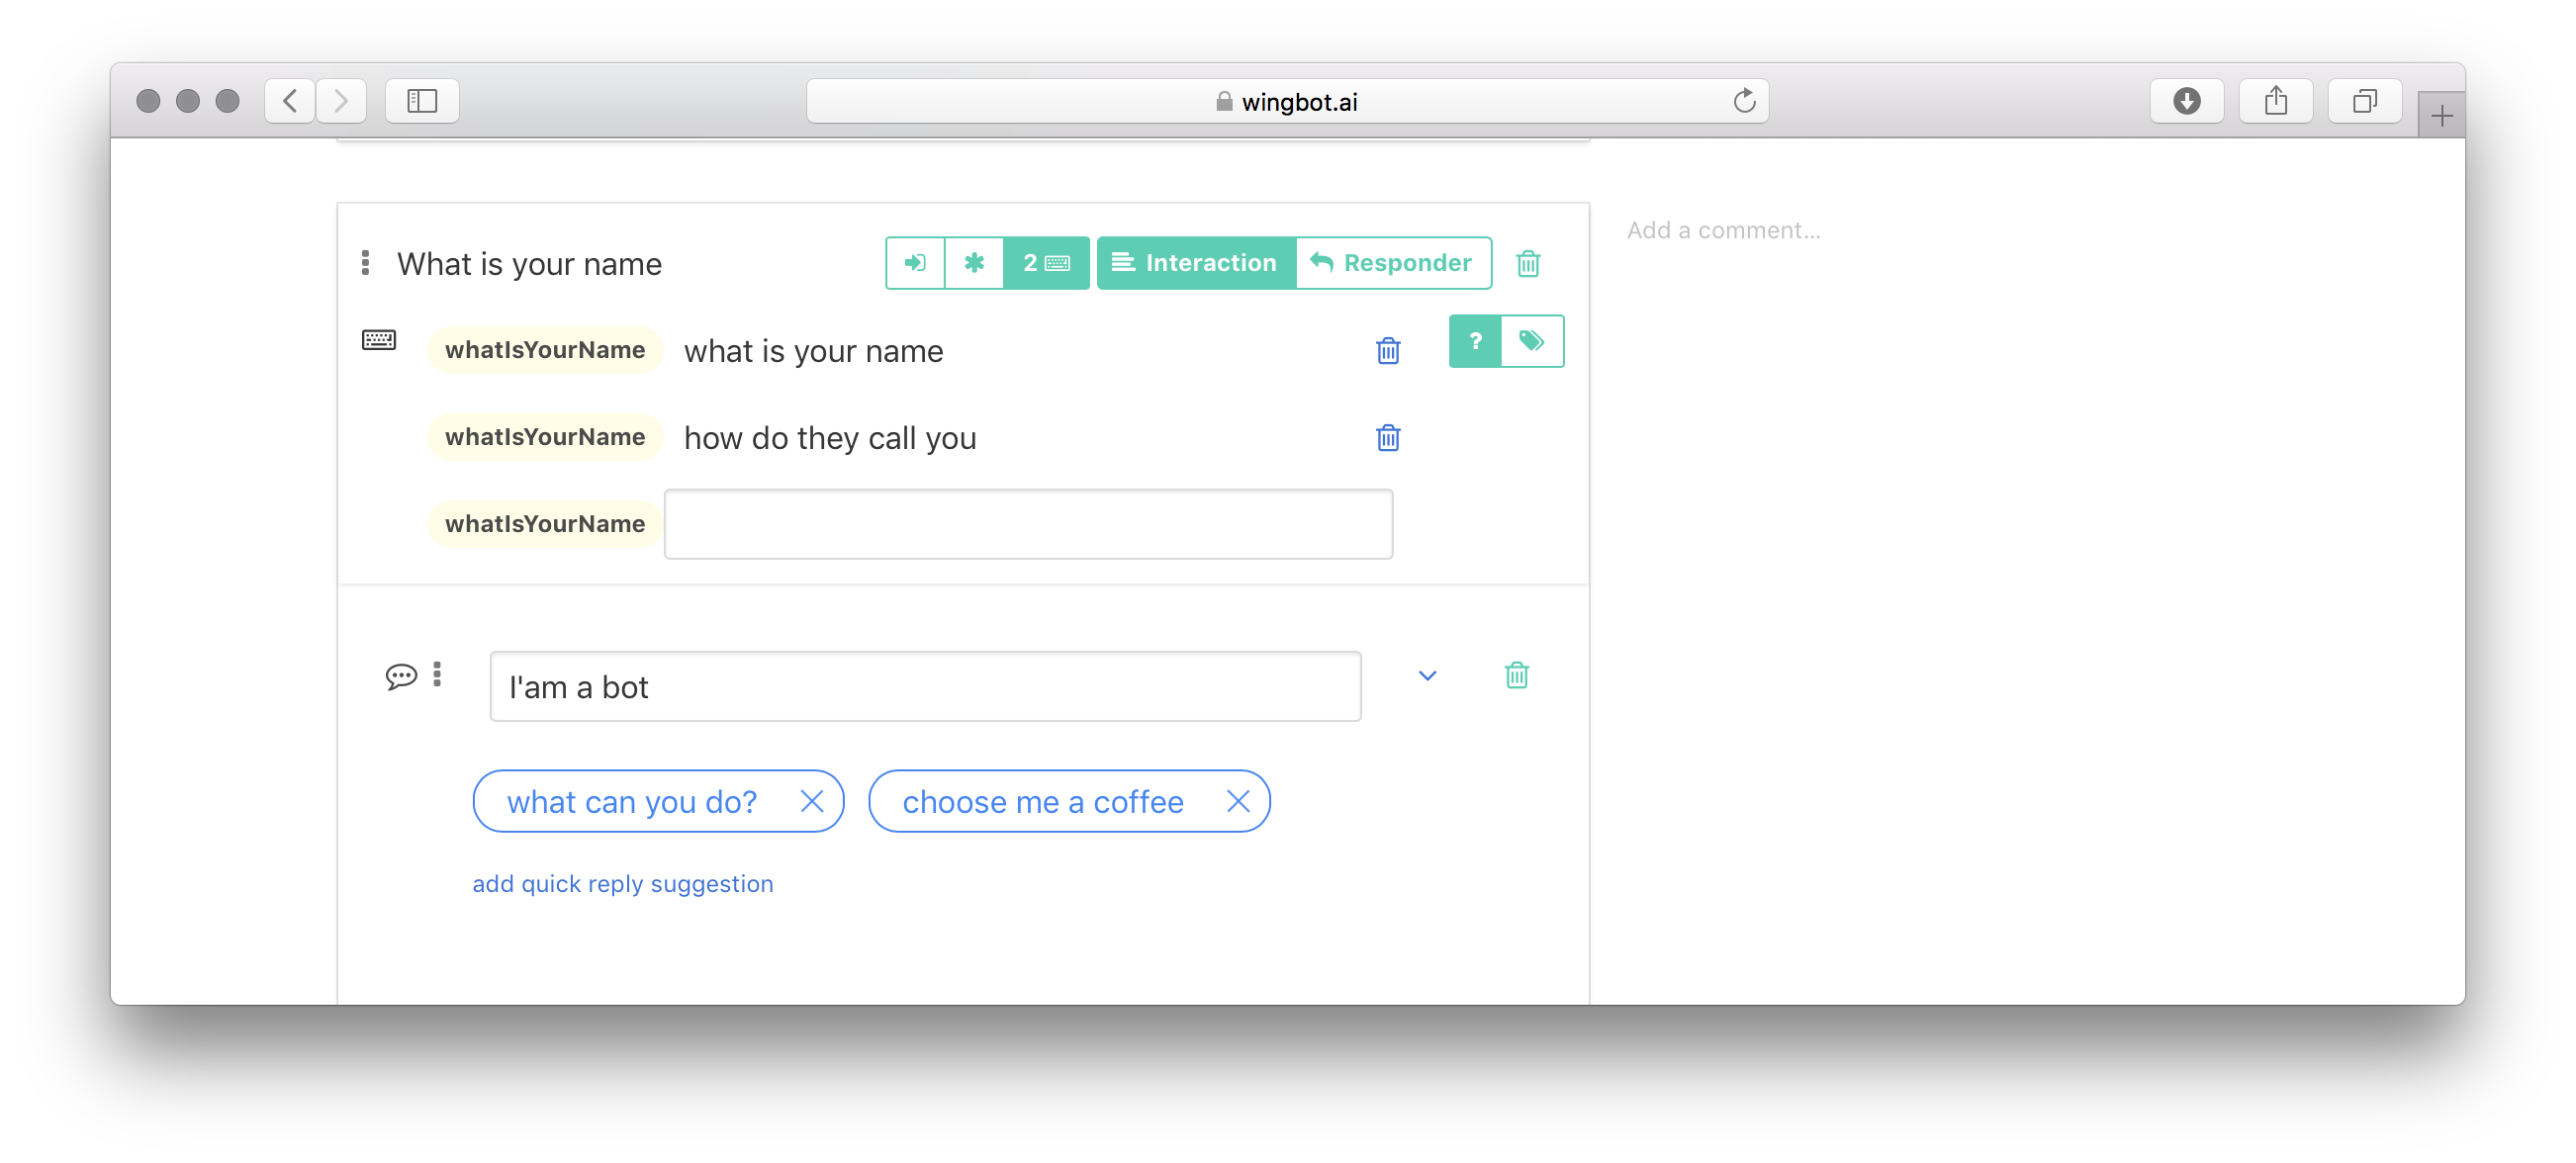 wingbot.ai
What is your name
2
Interaction
Responder
Add a comment...
whatIsYourName what is your name
?
whatIsYourName how do they call you
whatIsYourName
I'am a bot
what can you do?
choose me a coffee
add quick reply suggestion